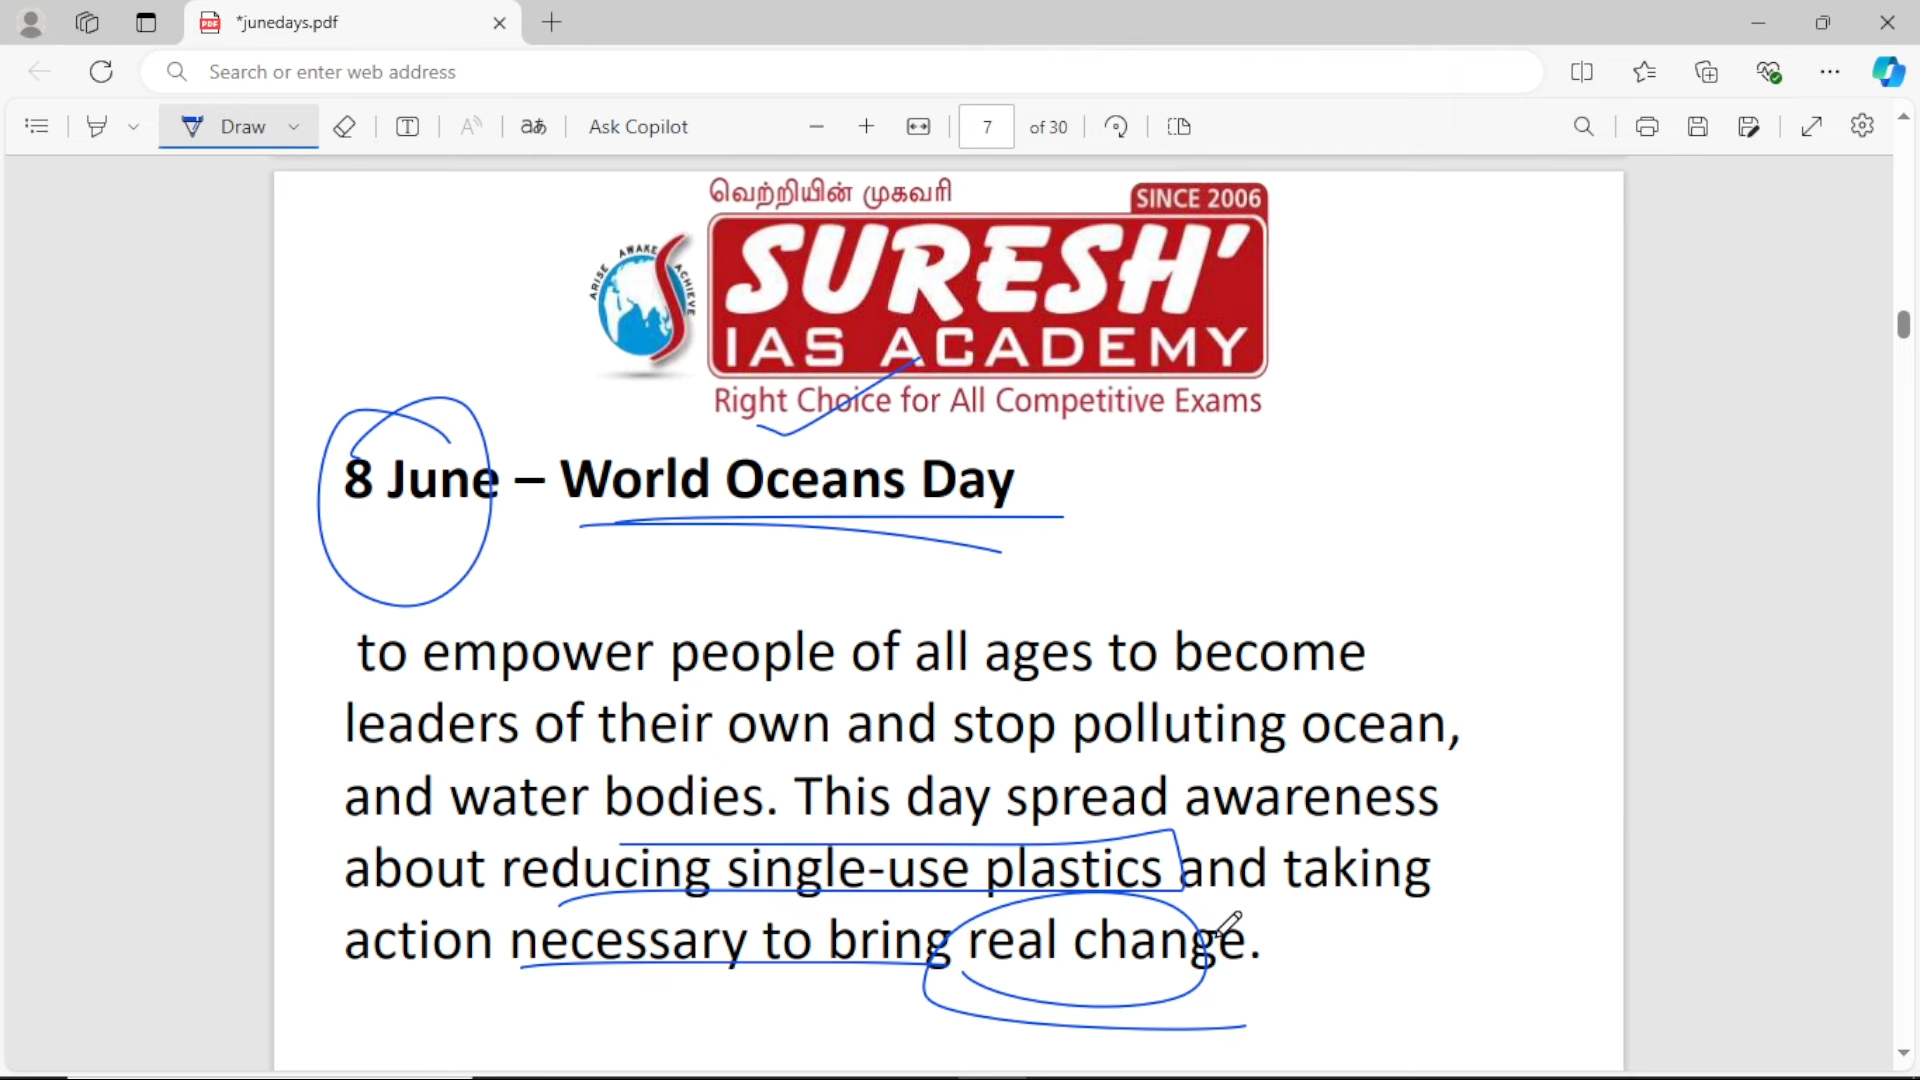 *junedays.pdf
Search or enter web address
Draw
Ask Copilot
7 of 30
வெற்றியின் முகவரி
SINCE 2006
ARISE AWAKE ACHIEVE
SURESH'
IAS ACADEMY
Right Choice for All Competitive Exams
8 June – World Oceans Day
to empower people of all ages to become
leaders of their own and stop polluting ocean,
and water bodies. This day spread awareness
about reducing single-use plastics and taking
action necessary to bring real change.